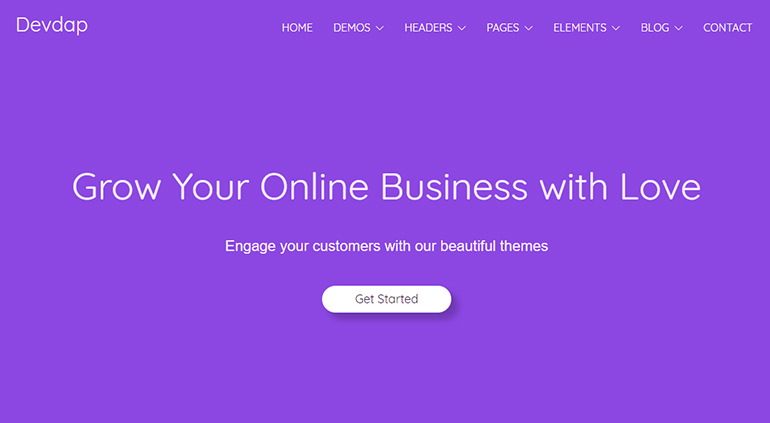 Devdap
HOME DEMOS HEADERS PAGES ELEMENTS BLOG CONTACT
Grow Your Online Business with Love
Engage your customers with our beautiful themes
Get Started